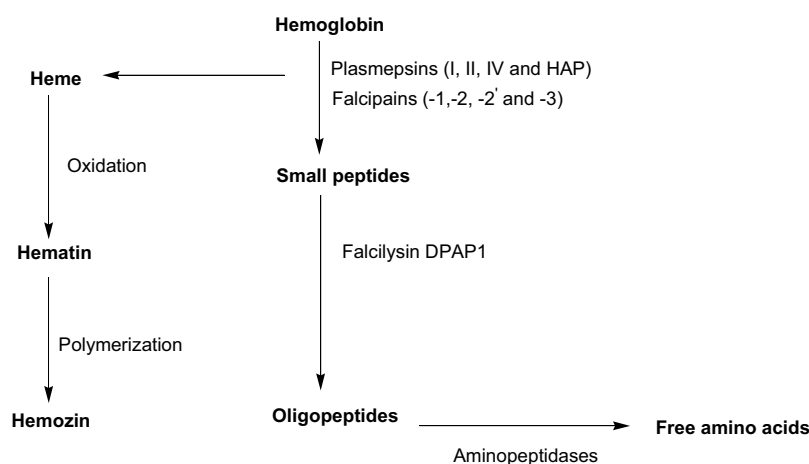 Hemoglobin
Plasmepsins (I, II, IV and HAP)
Heme
Falcipains (-1,-2, -2' and -3)
Oxidation
Small peptides
Hematin
Falcilysin DPAP1
Polymerization
Hemozin
Oligopeptides
Free amino acids
Aminopeptidases